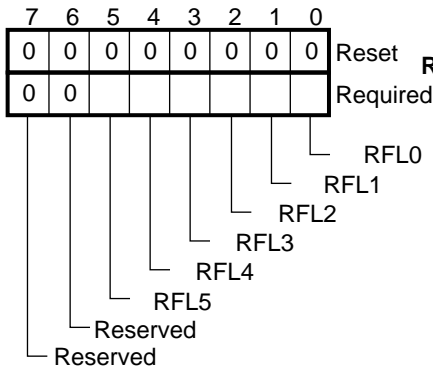 7 6 5 4 3 2 1 0
0 0 0 0 0 0 0 0 Reset
R
0 0 Required
RFL0
RFL1
RFL2
RFL3
RFL4
RFL5
Reserved
Reserved